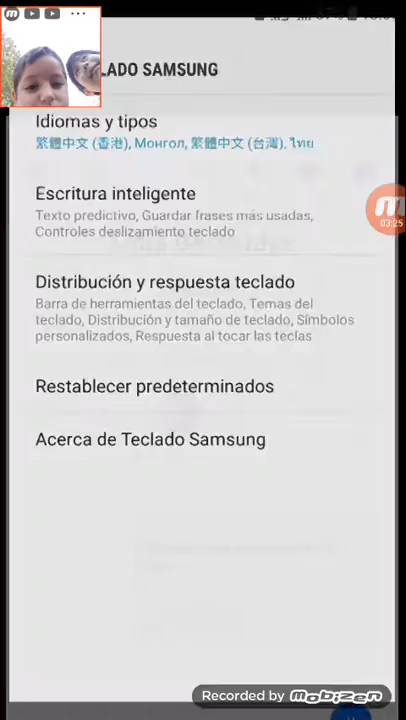 LADO SAMSUNG
Idiomas y tipos
繁體中文 (香港), Монгол, 繁體中文 (台灣), ไทย
Escritura inteligente
Texto predictivo, Guardar frases más usadas,
Controles deslizamiento teclado
Distribución y respuesta teclado
Barra de herramientas del teclado, Temas del
teclado, Distribución y tamaño de teclado, Símbolos
personalizados, Respuesta al tocar las teclas
Restablecer predeterminados
Acerca de Teclado Samsung
03:25
Recorded by Mobizen